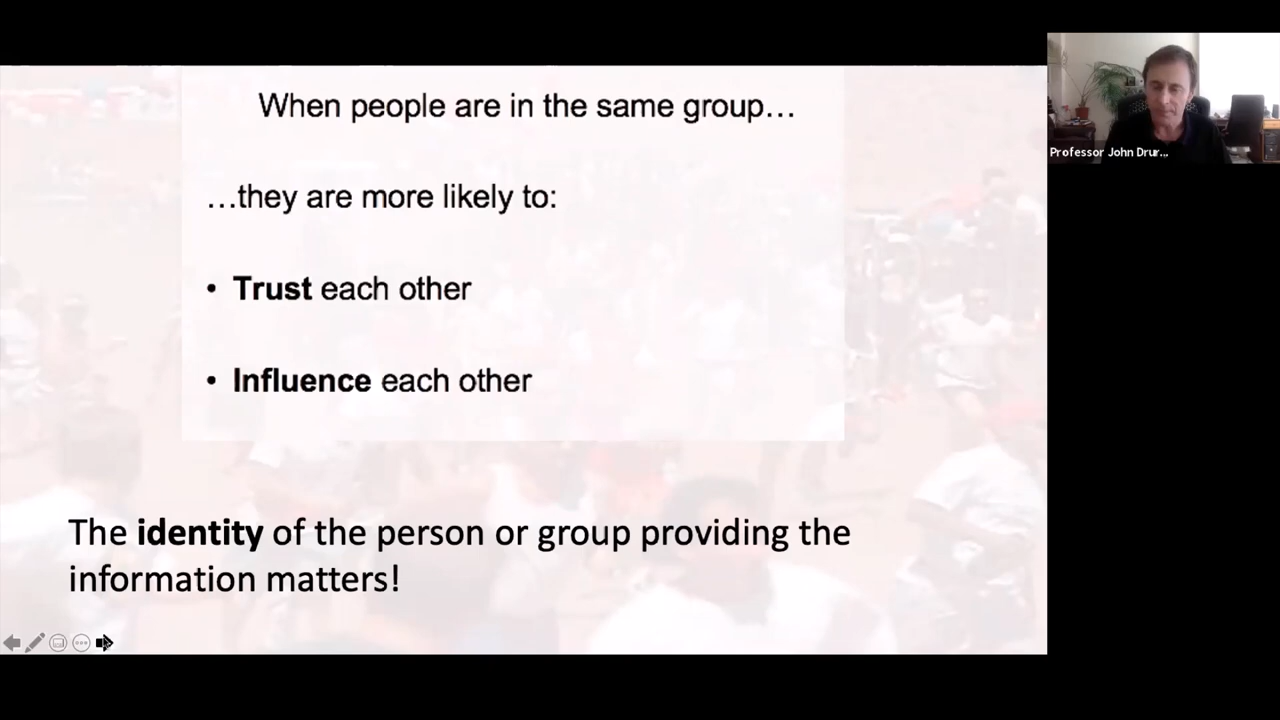 When people are in the same group…
…they are more likely to:
• Trust each other
• Influence each other
The identity of the person or group providing the
information matters!
Professor John Drur...